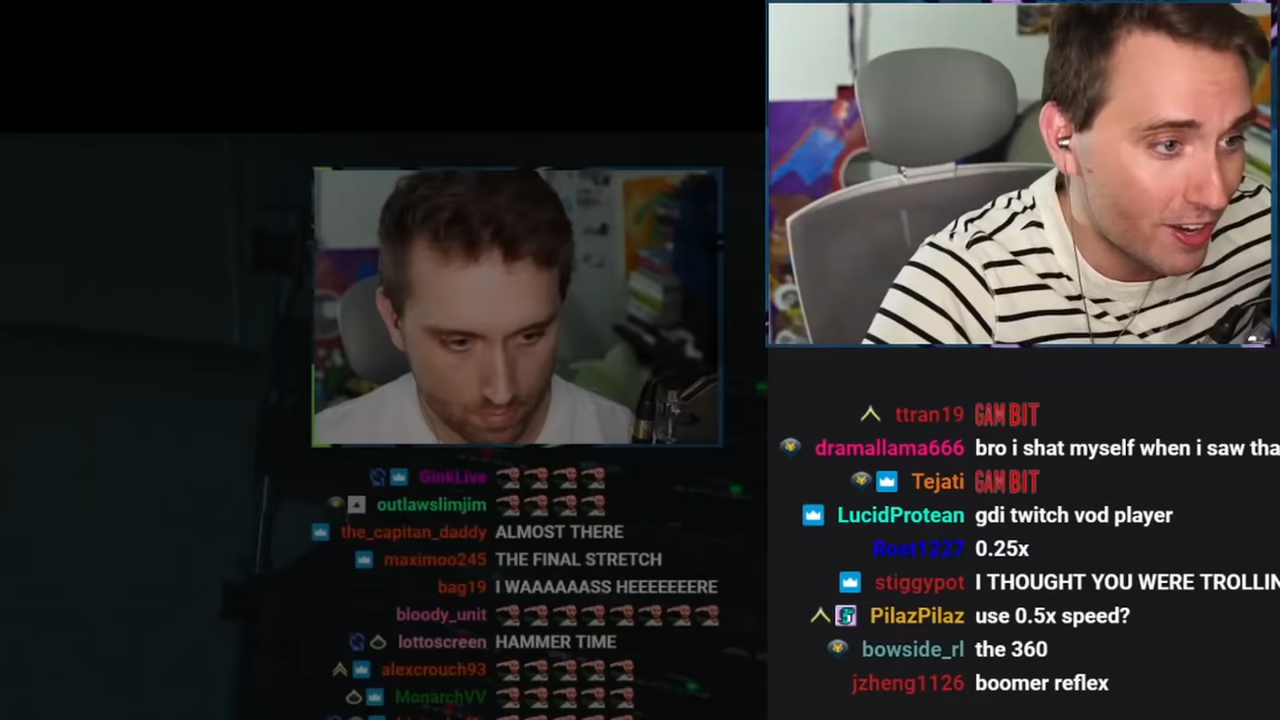 GinkLive
outlawslimjim
the_capitan_daddy ALMOST THERE
maximoo245 THE FINAL STRETCH
bag19 I WAAAAAASS HEEEEEEERE
bloody_unit
lottoscreen HAMMER TIME
alexcrouch93
MonarchVV
ttran19 GAMBIT
dramallama666 bro i shat myself when i saw tha
Tejati GAMBIT
LucidProtean gdi twitch vod player
Rost1227 0.25x
stiggypot I THOUGHT YOU WERE TROLLIN
PilazPilaz use 0.5x speed?
bowside_rl the 360
jzheng1126 boomer reflex